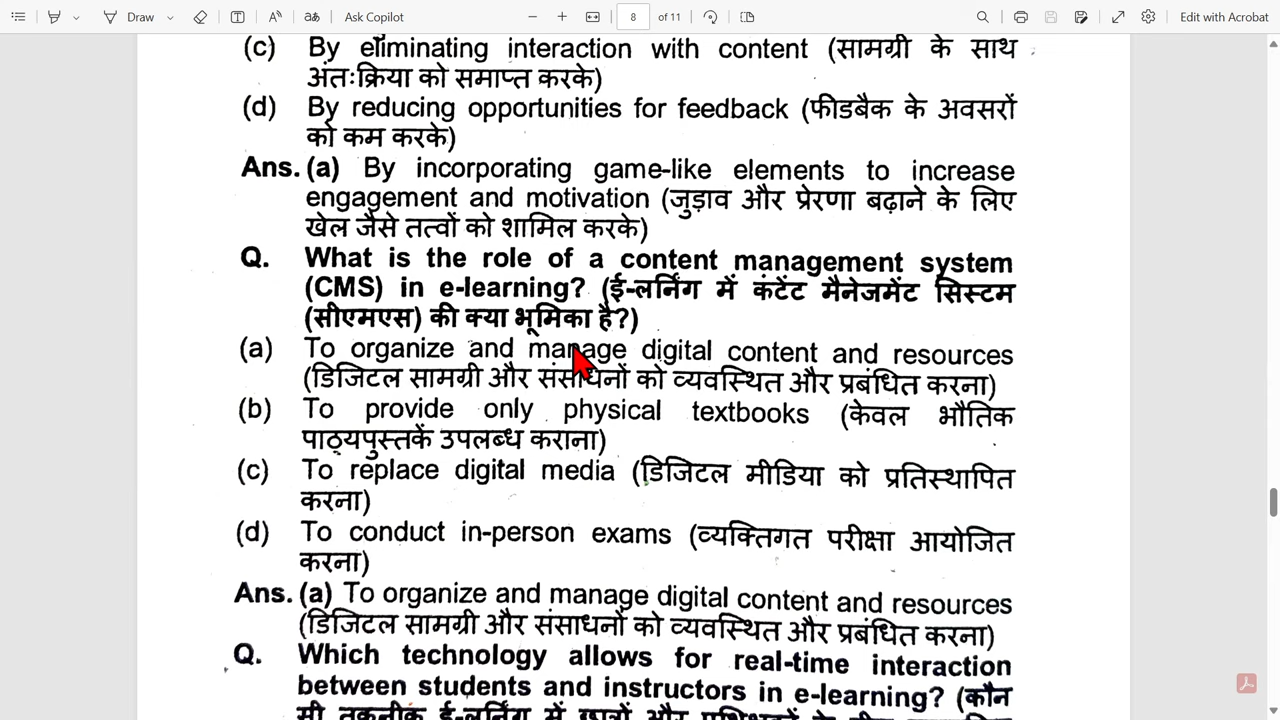 Draw
Ask Copilot
8 of 11
Edit with Acrobat
(c) By eliminating interaction with content (सामग्री के साथ
अंतःक्रिया को समाप्त करके)
(d) By reducing opportunities for feedback (फीडबैक के अवसरों
को कम करके)
Ans. (a) By incorporating game-like elements to increase
engagement and motivation (जुड़ाव और प्रेरणा बढ़ाने के लिए
खेल जैसे तत्वों को शामिल करके)
Q. What is the role of a content management system
(CMS) in e-learning? (ई-लर्निंग में कंटेंट मैनेजमेंट सिस्टम
(सीएमएस) की क्या भूमिका है?)
(a) To organize and manage digital content and resources
(डिजिटल सामग्री और संसाधनों को व्यवस्थित और प्रबंधित करना)
(b) To provide only physical textbooks (केवल भौतिक
पाठ्यपुस्तकें उपलब्ध कराना)
(c) To replace digital media (डिजिटल मीडिया को प्रतिस्थापित
करना)
(d) To conduct in-person exams (व्यक्तिगत परीक्षा आयोजित
करना)
Ans. (a) To organize and manage digital content and resources
(डिजिटल सामग्री और संसाधनों को व्यवस्थित और प्रबंधित करना)
Q. Which technology allows for real-time interaction
between students and instructors in e-learning? (कौन
सी तकनीक ई-लर्निंग में छात्रों और प्रशिक्षकों के बीच